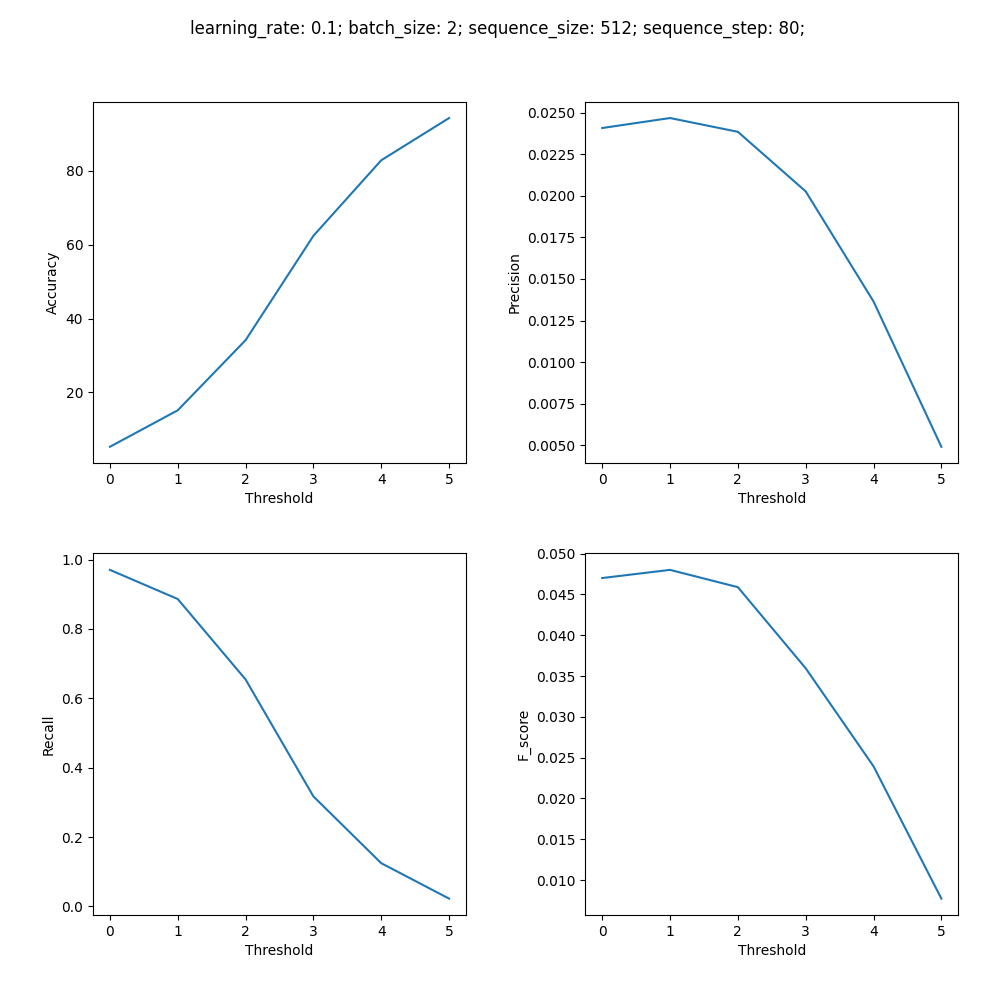 learning_rate: 0.1; batch_size: 2; sequence_size: 512; sequence_step: 80;
80
60
40
20
Accuracy
0 1 2 3 4 5
Threshold
0.0250
0.0225
0.0200
0.0175
0.0150
0.0125
0.0100
0.0075
0.0050
Precision
0 1 2 3 4 5
Threshold
1.0
0.8
0.6
0.4
0.2
0.0
Recall
0 1 2 3 4 5
Threshold
0.050
0.045
0.040
0.035
0.030
0.025
0.020
0.015
0.010
F_score
0 1 2 3 4 5
Threshold